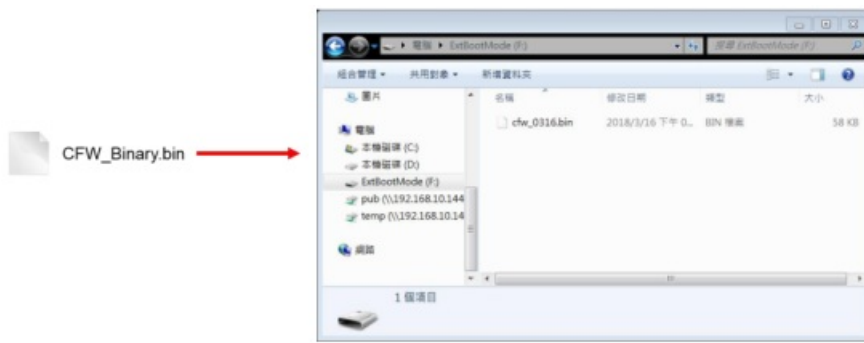 CFW_Binary.bin
電腦 ▸ ExtBootMode (F:)
搜尋 ExtBootMode (F:)
組合管理
共用對象
新增資料夾
圖片
電腦
本機磁碟 (C:)
本機磁碟 (D:)
ExtBootMode (F:)
pub (\\192.168.10.144
temp (\\192.168.10.14
網路
名稱
修改日期
類型
大小
cfw_0316.bin
2018/3/16 下午 0...
BIN 檔案
58 KB
1 個項目